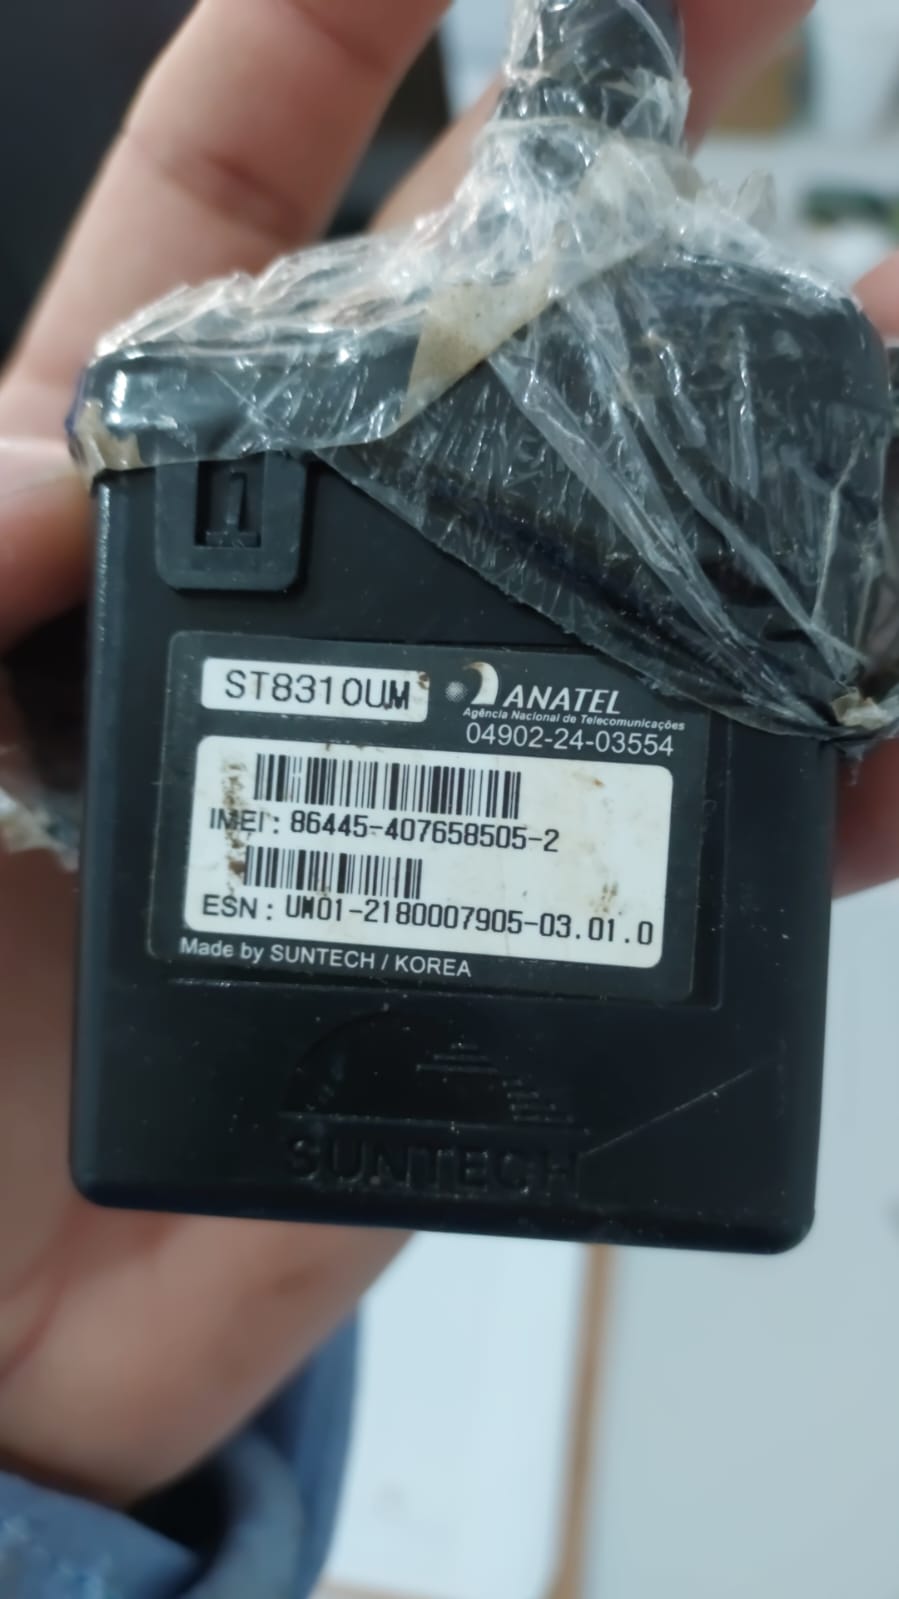 1
ST8310UM
ANATEL
Agência Nacional de Telecomunicações
04902-24-03554
IMEI: 86445-407658505-2
ESN: UM01-2180007905-03.01.0
Made by SUNTECH / KOREA
SUNTECH